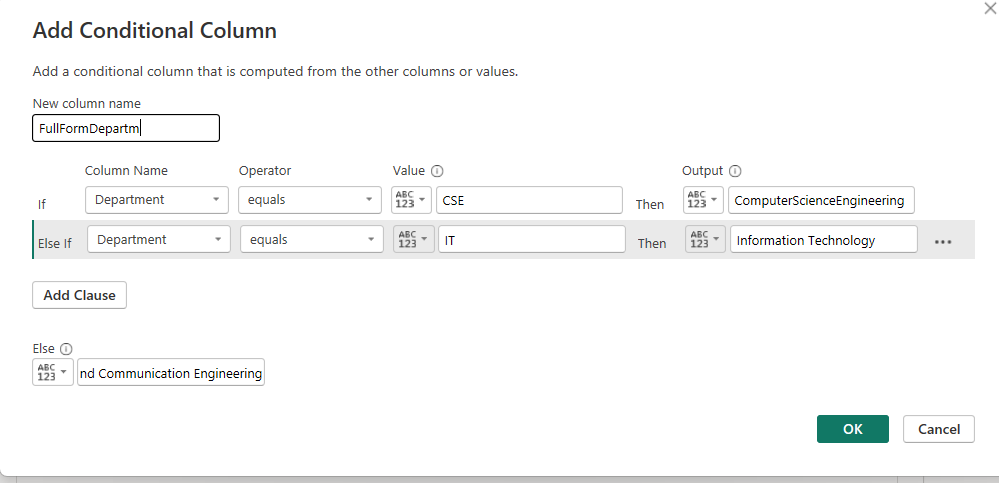 Add Conditional Column
Add a conditional column that is computed from the other columns or values.
New column name
FullFormDepartm
Column Name Operator Value Output
If Department equals ABC 123 CSE Then ABC 123 ComputerScienceEngineering
Else If Department equals ABC 123 IT Then ABC 123 Information Technology ...
Add Clause
Else
ABC 123 nd Communication Engineering
OK Cancel